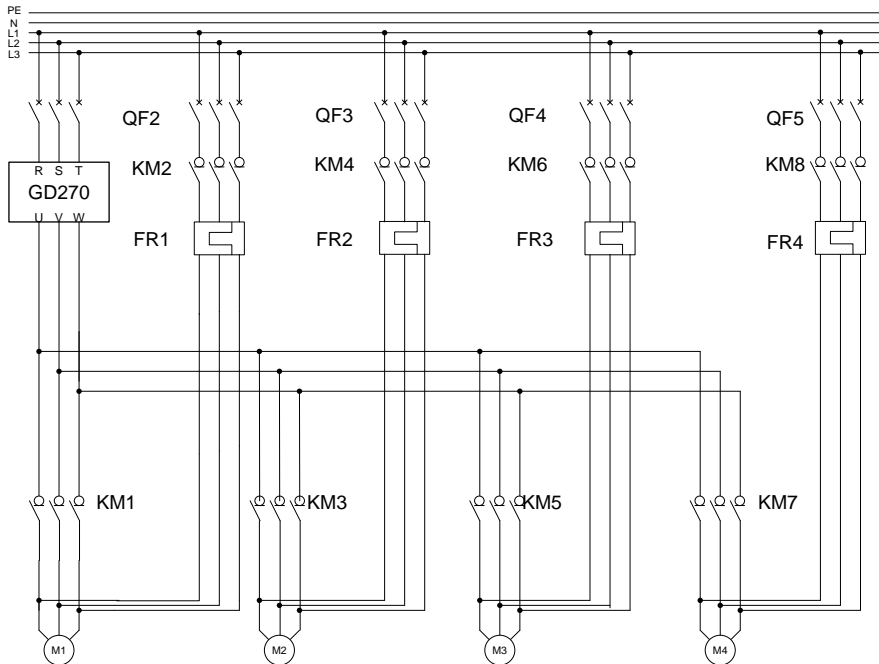 PE
N
L1
L2
L3
QF2
QF3
QF4
QF5
R S T
GD270
U V W
KM2
KM4
KM6
KM8
FR1
FR2
FR3
FR4
KM1
KM3
KM5
KM7
M1
M2
M3
M4